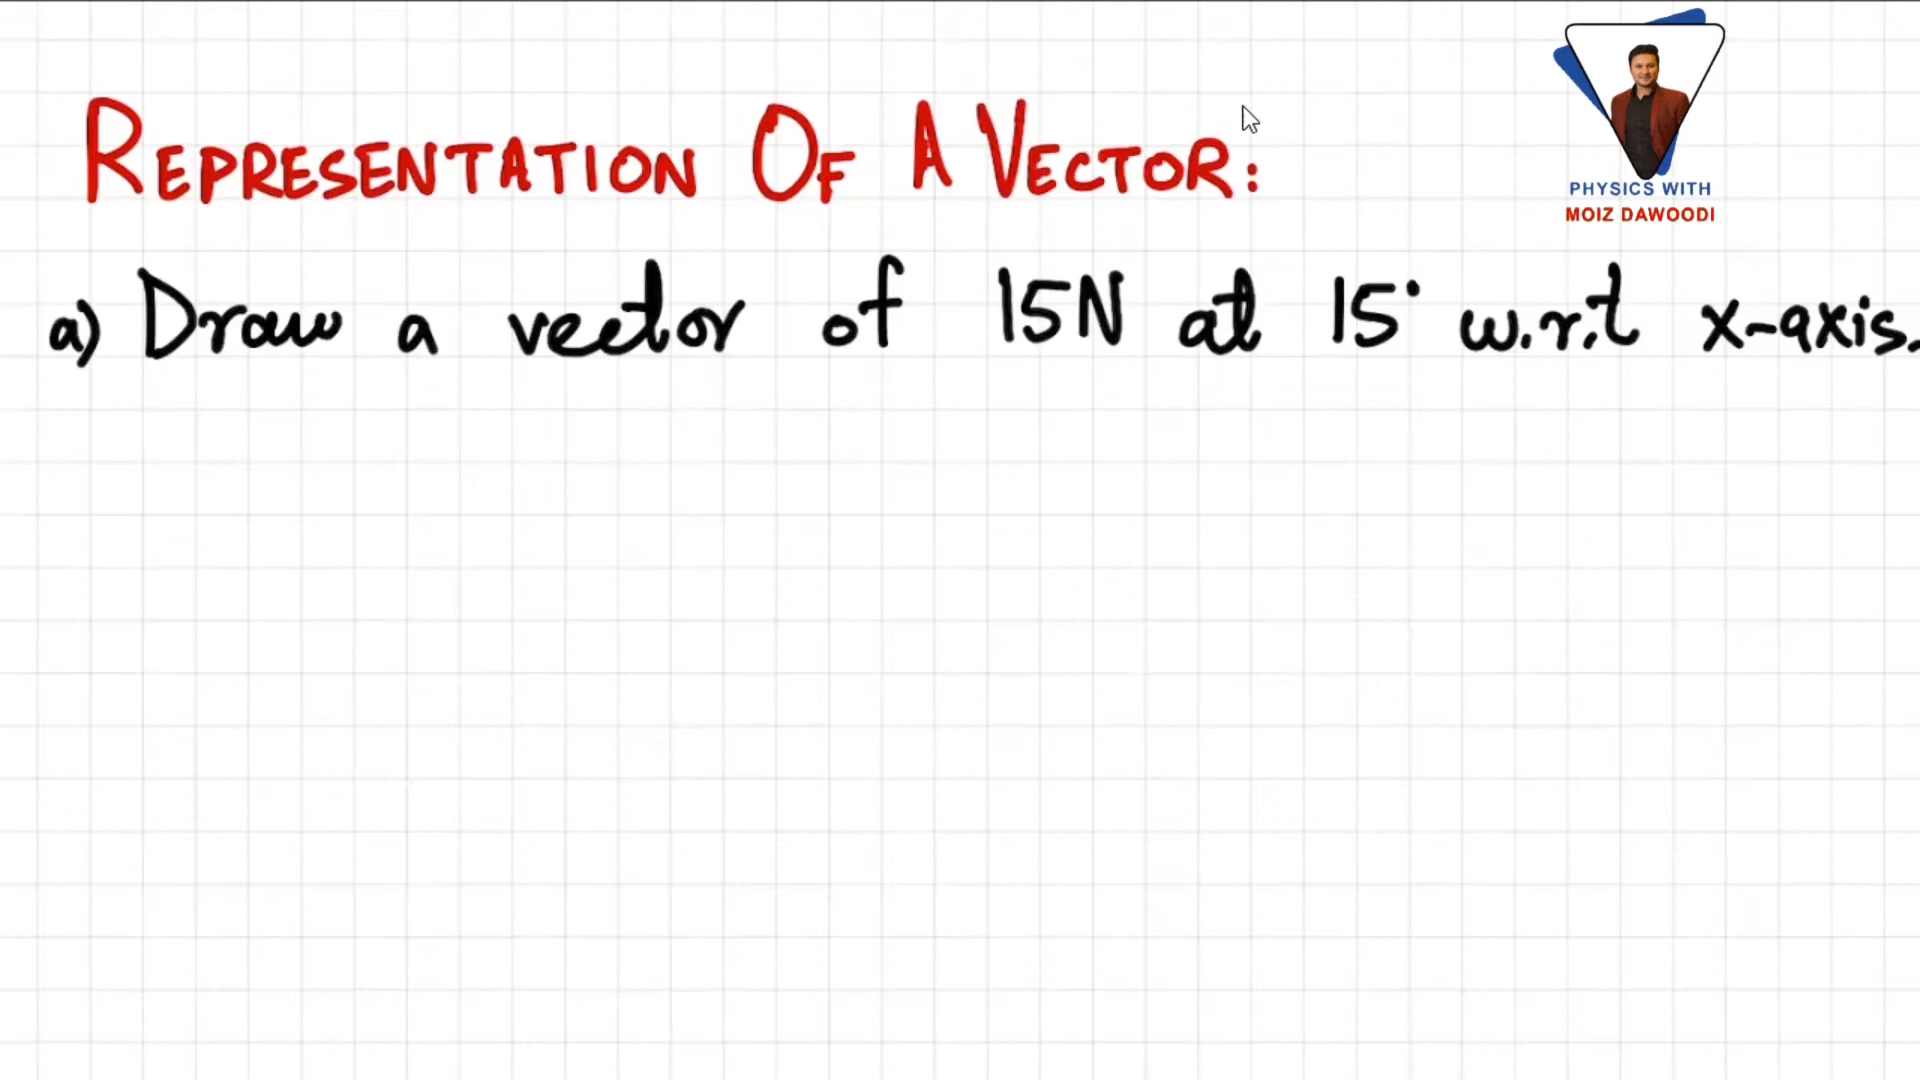 REPRESENTATION OF A VECTOR:
PHYSICS WITH
MOIZ DAWOODI
a) Draw a vector of 15N at 15° w.r.t x-axis.